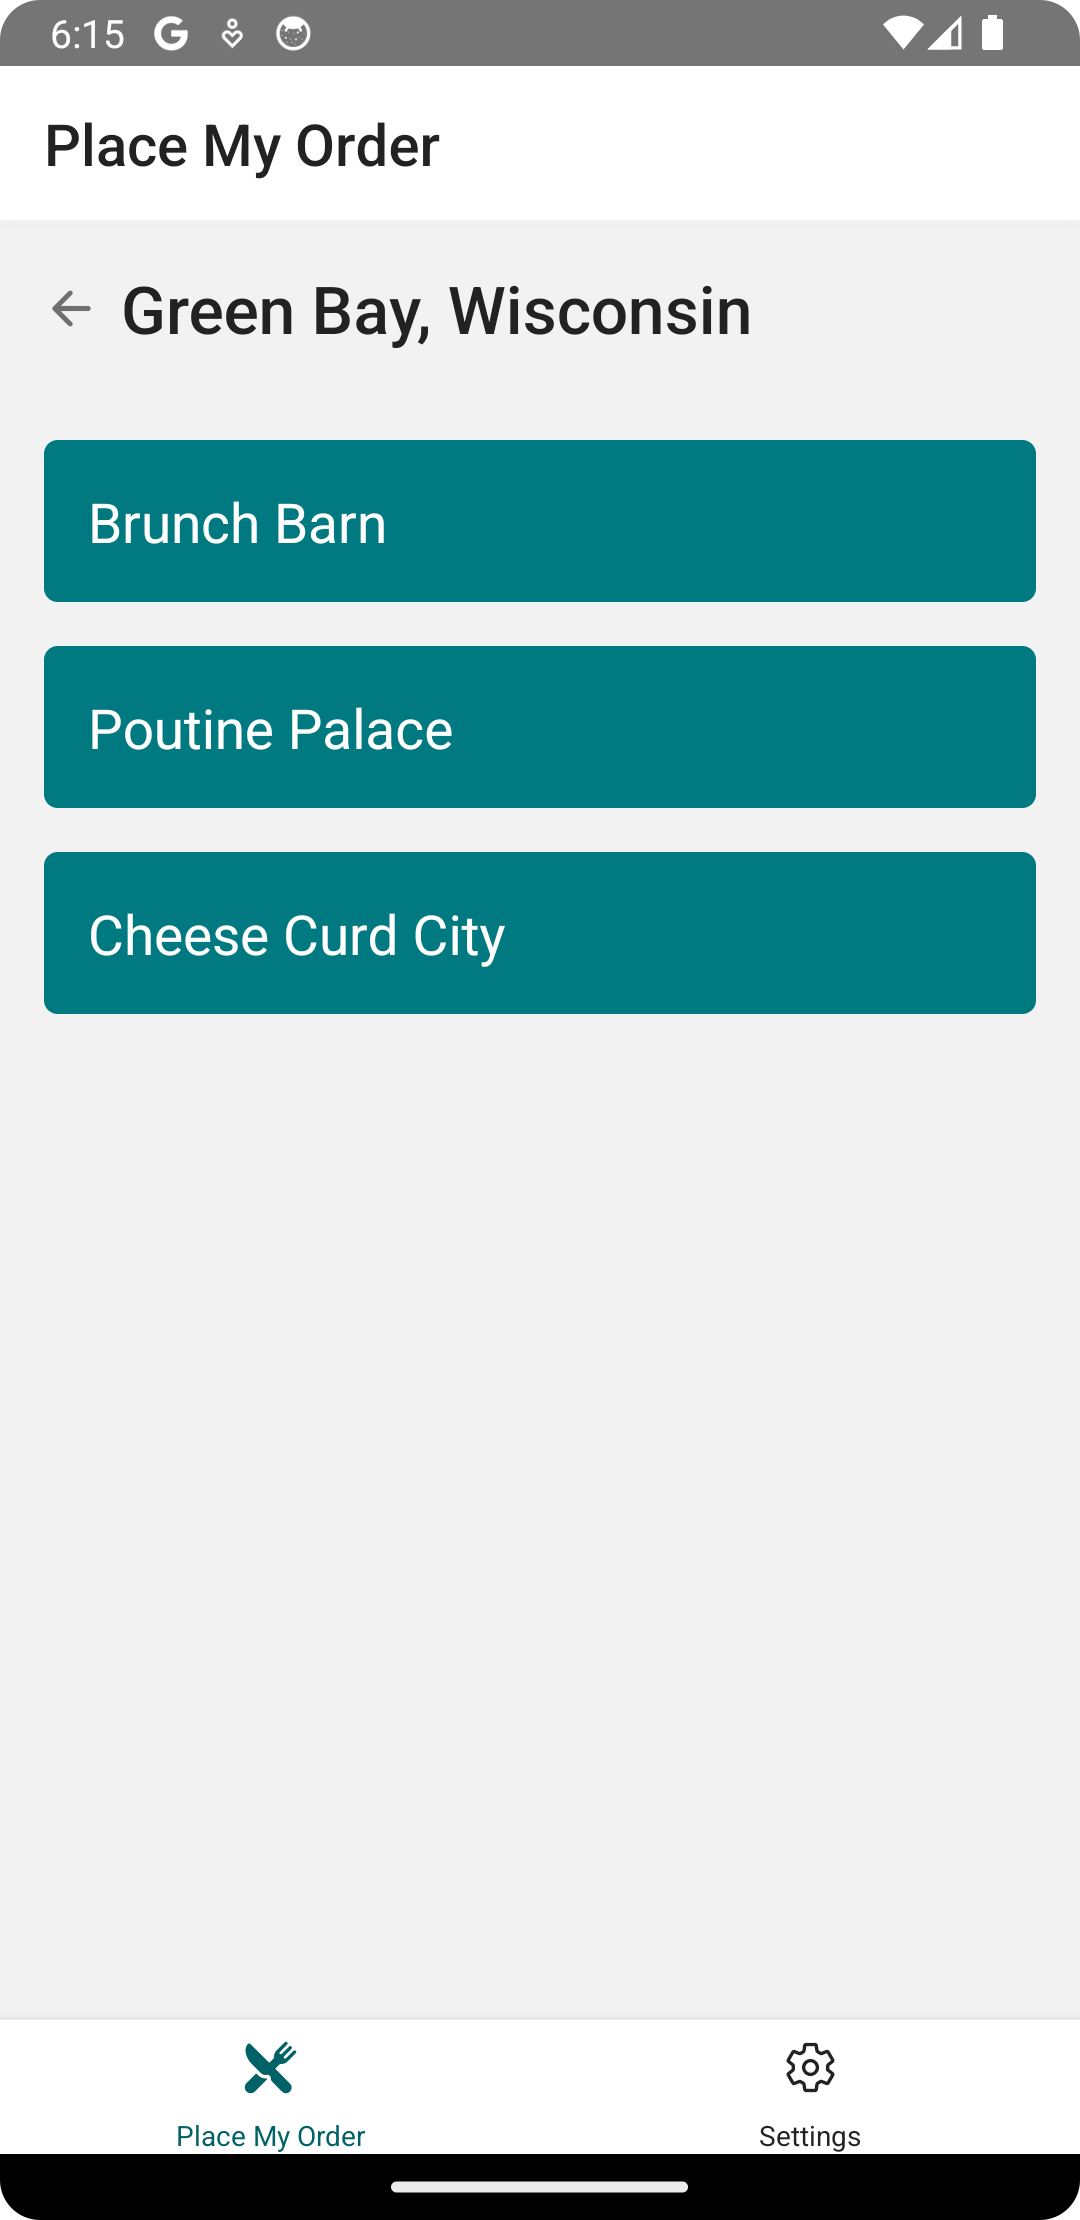 6:15
Place My Order
Green Bay, Wisconsin
Brunch Barn
Poutine Palace
Cheese Curd City
Place My Order
Settings